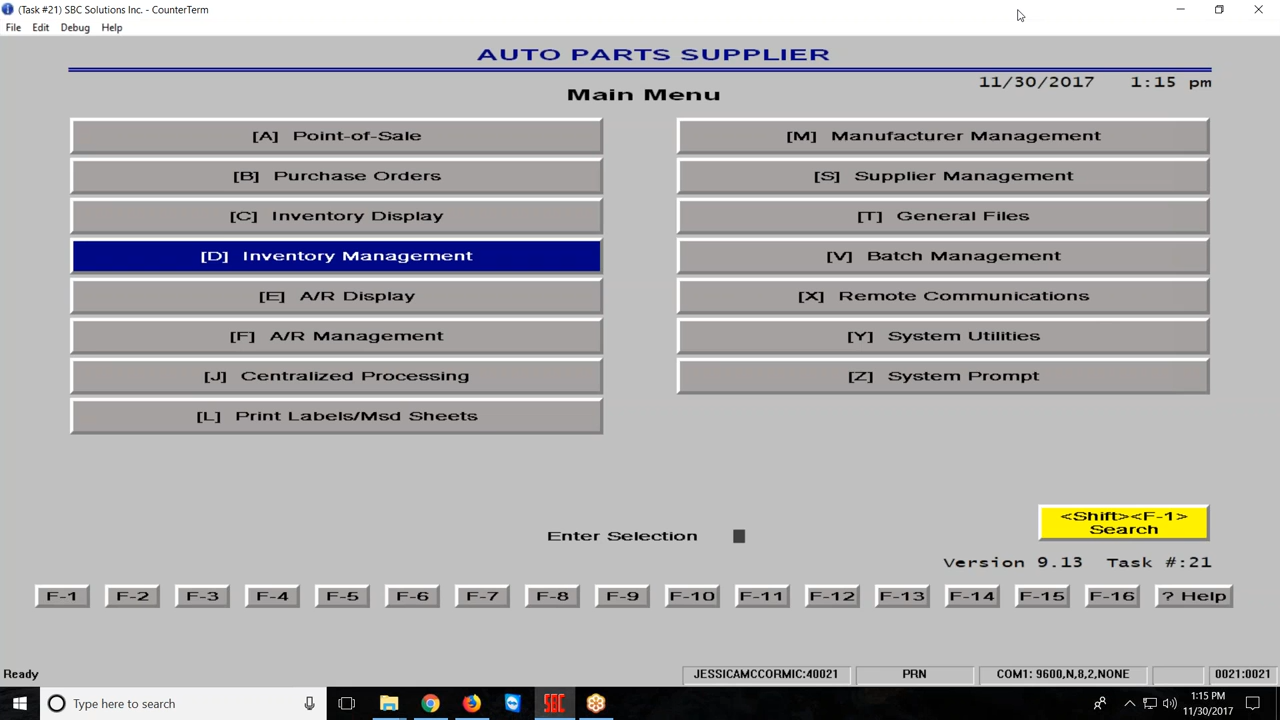 (Task #21) SBC Solutions Inc. - CounterTerm
File Edit Debug Help
AUTO PARTS SUPPLIER
11/30/2017 1:15 pm
Main Menu
[A] Point-of-Sale
[B] Purchase Orders
[C] Inventory Display
[D] Inventory Management
[E] A/R Display
[F] A/R Management
[J] Centralized Processing
[L] Print Labels/Msd Sheets
[M] Manufacturer Management
[S] Supplier Management
[T] General Files
[V] Batch Management
[X] Remote Communications
[Y] System Utilities
[Z] System Prompt
<Shift><F-1>
Search
Enter Selection
Version 9.13 Task #:21
F-1 F-2 F-3 F-4 F-5 F-6 F-7 F-8 F-9 F-10 F-11 F-12 F-13 F-14 F-15 F-16 ? Help
Ready JESSICAMCCORMIC:40021 PRN COM1: 9600,N,8,2,NONE 0021:0021
Type here to search
SBC
1:15 PM
11/30/2017